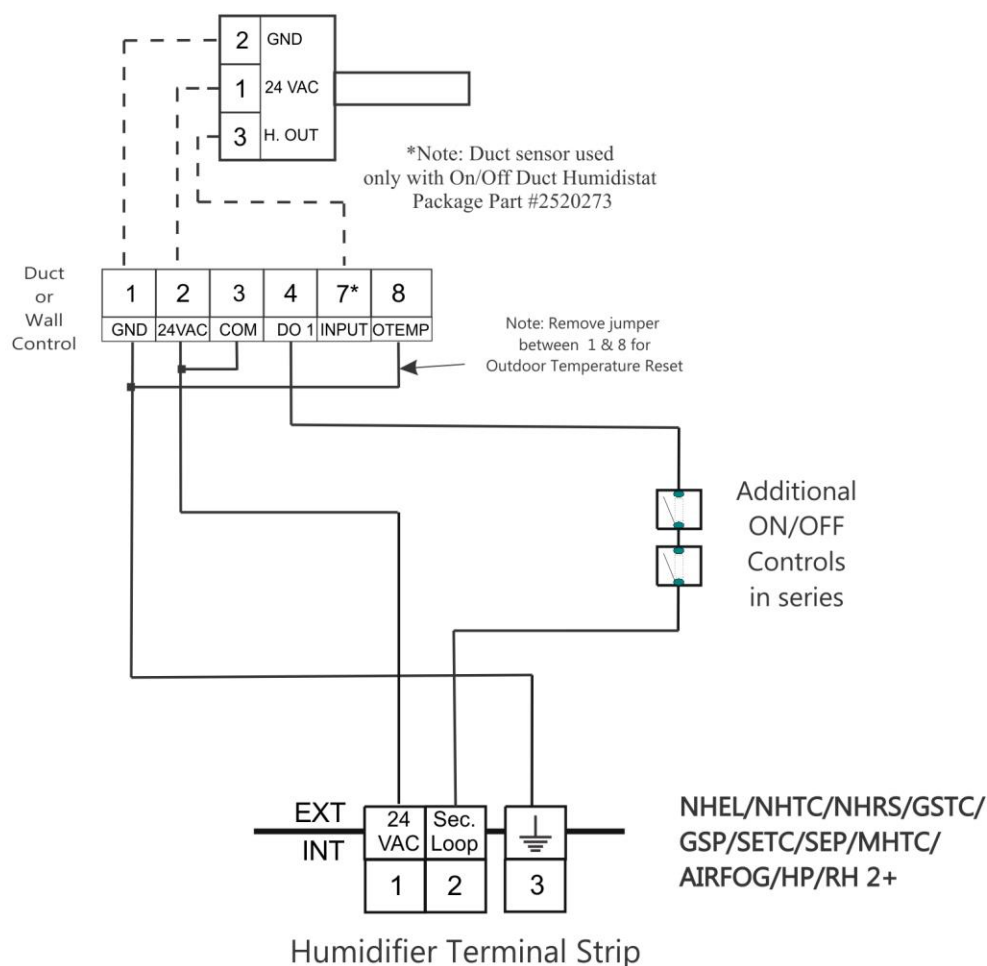 2 GND
1 24 VAC
3 H. OUT
*Note: Duct sensor used
only with On/Off Duct Humidistat
Package Part #2520273
Duct
or
Wall
Control
1 2 3 4 7* 8
GND 24VAC COM DO 1 INPUT OTEMP
Note: Remove jumper
between 1 & 8 for
Outdoor Temperature Reset
Additional
ON/OFF
Controls
in series
EXT
INT
24
VAC
Sec.
Loop
1 2 3
NHEL/NHTC/NHRS/GSTC/
GSP/SETC/SEP/MHTC/
AIRFOG/HP/RH 2+
Humidifier Terminal Strip